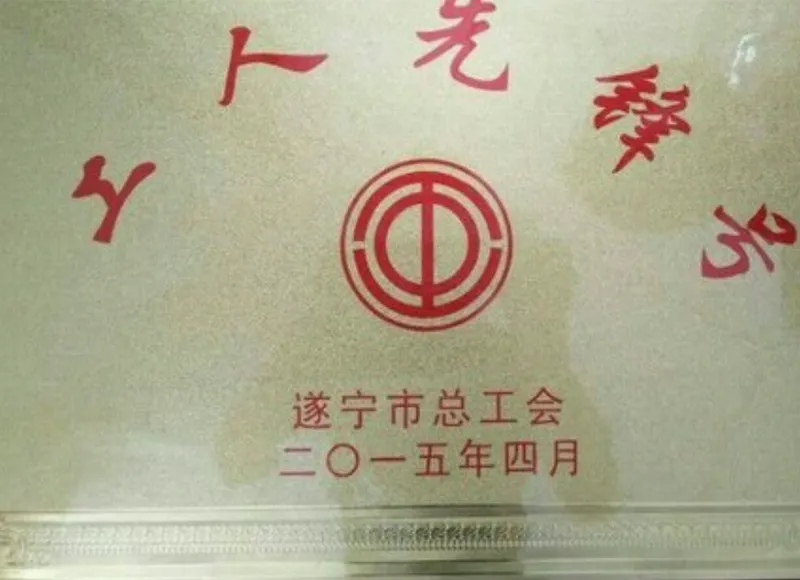 工人先锋号
遂宁市总工会
二〇一五年四月